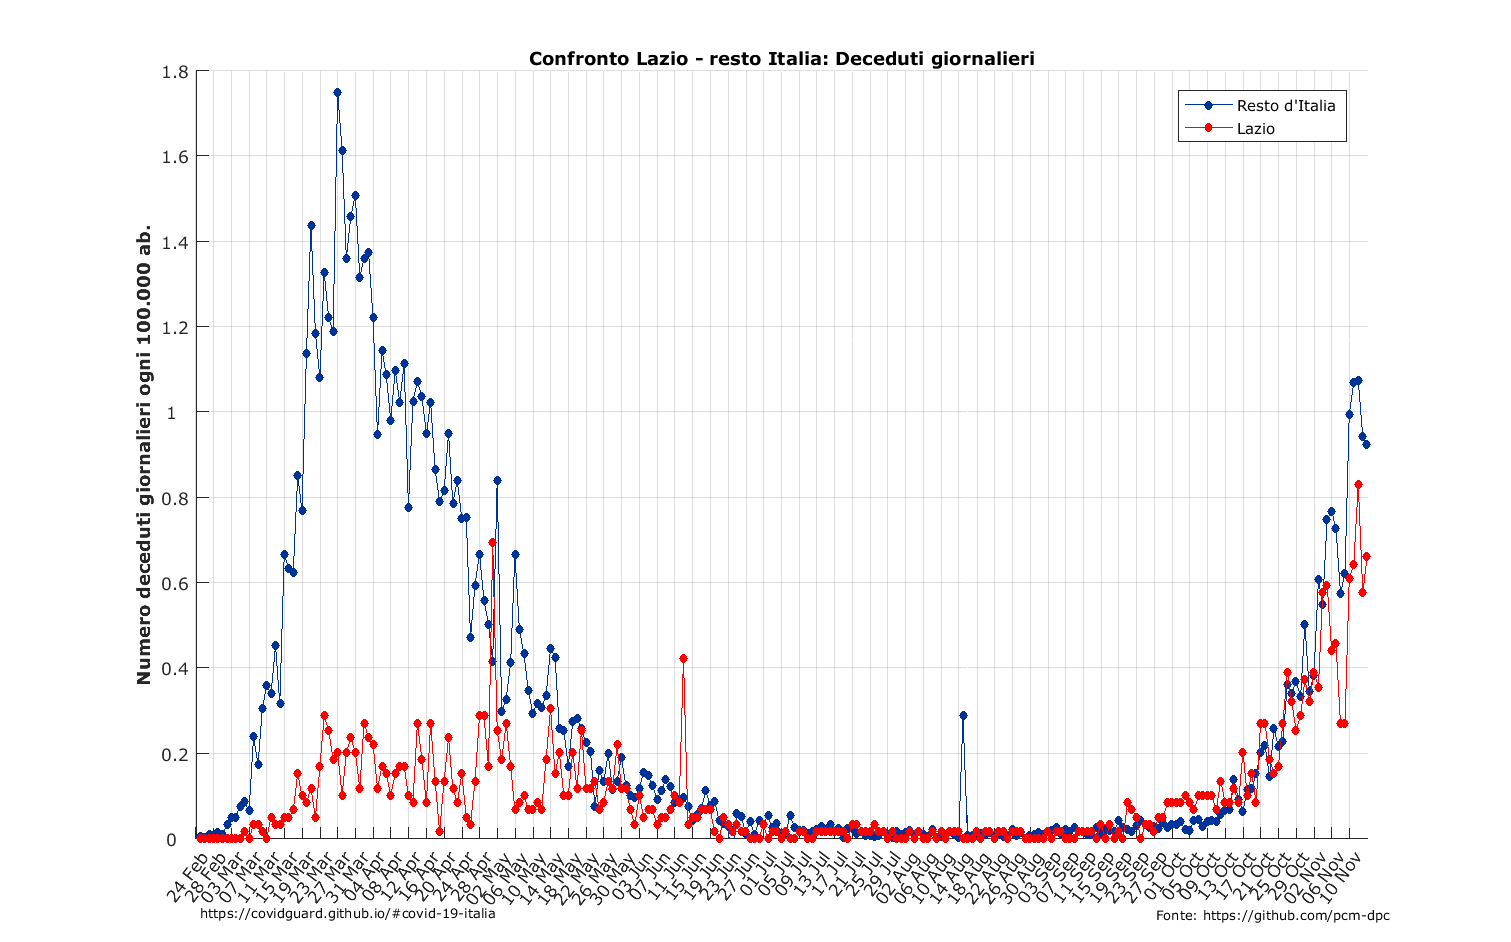 Confronto Lazio - resto Italia: Deceduti giornalieri
Numero deceduti giornalieri ogni 100.000 ab.
1.8
1.6
1.4
1.2
1
0.8
0.6
0.4
0.2
0
Resto d'Italia
Lazio
24 Feb
28 Feb
03 Mar
07 Mar
11 Mar
15 Mar
19 Mar
23 Mar
27 Mar
31 Mar
04 Apr
08 Apr
12 Apr
16 Apr
20 Apr
24 Apr
28 Apr
02 May
06 May
10 May
14 May
18 May
22 May
26 May
30 May
03 Jun
07 Jun
11 Jun
15 Jun
19 Jun
23 Jun
27 Jun
01 Jul
05 Jul
09 Jul
13 Jul
17 Jul
21 Jul
25 Jul
29 Jul
02 Aug
06 Aug
10 Aug
14 Aug
18 Aug
22 Aug
26 Aug
30 Aug
03 Sep
07 Sep
11 Sep
15 Sep
19 Sep
23 Sep
27 Sep
01 Oct
05 Oct
09 Oct
13 Oct
17 Oct
21 Oct
25 Oct
29 Oct
02 Nov
06 Nov
10 Nov
https://covidguard.github.io/#covid-19-italia
Fonte: https://github.com/pcm-dpc